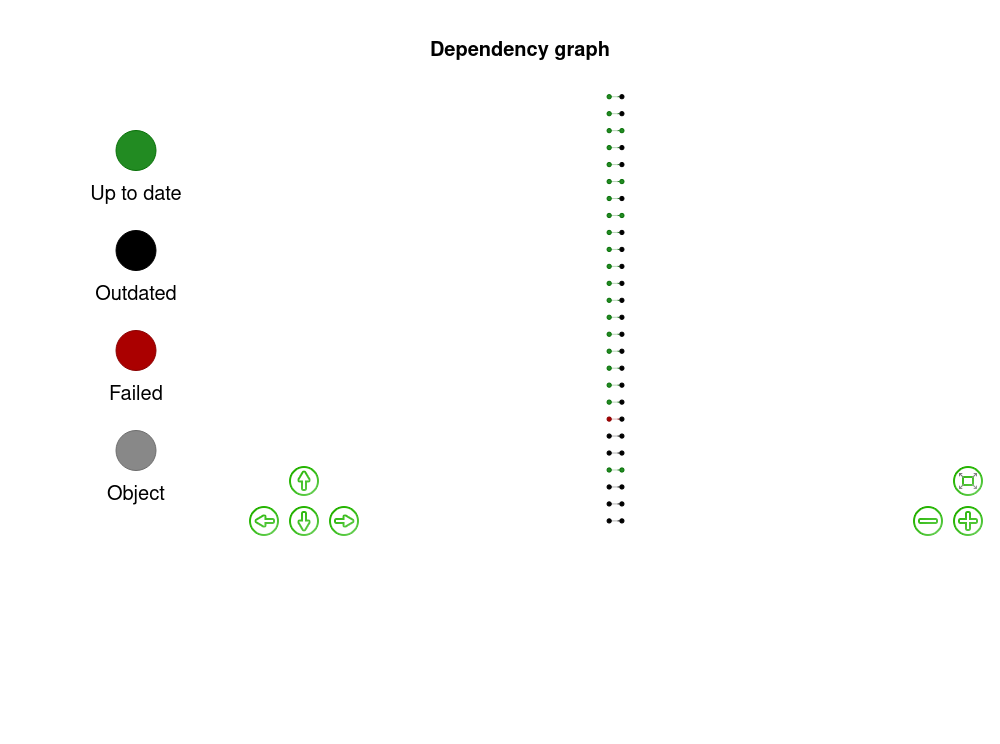 Dependency graph
Up to date
Outdated
Failed
Object